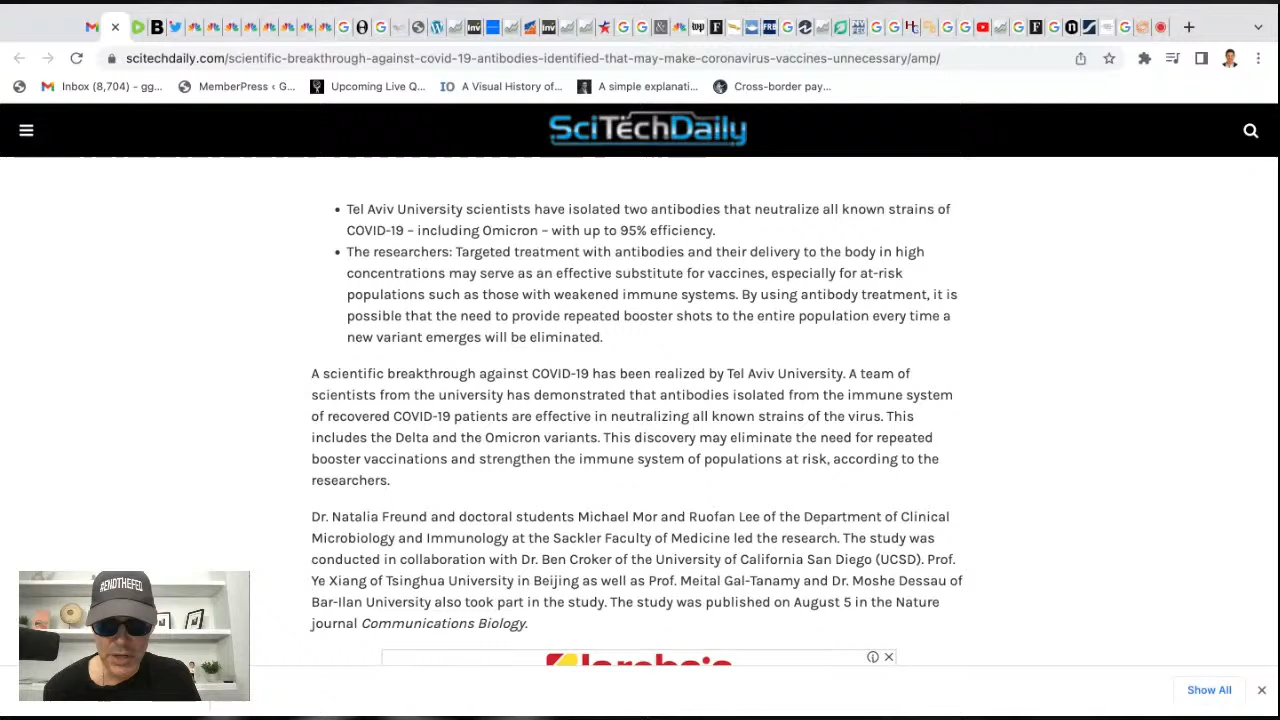 scitechdaily.com/scientific-breakthrough-against-covid-19-antibodies-identified-that-may-make-coronavirus-vaccines-unnecessary/amp/
Inbox (8,704) – gg...
MemberPress ‹ G...
Upcoming Live Q...
IO A Visual History of...
A simple explanati...
Cross-border pay...
SciTechDaily
• Tel Aviv University scientists have isolated two antibodies that neutralize all known strains of
COVID-19 – including Omicron – with up to 95% efficiency.
• The researchers: Targeted treatment with antibodies and their delivery to the body in high
concentrations may serve as an effective substitute for vaccines, especially for at-risk
populations such as those with weakened immune systems. By using antibody treatment, it is
possible that the need to provide repeated booster shots to the entire population every time a
new variant emerges will be eliminated.
A scientific breakthrough against COVID-19 has been realized by Tel Aviv University. A team of
scientists from the university has demonstrated that antibodies isolated from the immune system
of recovered COVID-19 patients are effective in neutralizing all known strains of the virus. This
includes the Delta and the Omicron variants. This discovery may eliminate the need for repeated
booster vaccinations and strengthen the immune system of populations at risk, according to the
researchers.
Dr. Natalia Freund and doctoral students Michael Mor and Ruofan Lee of the Department of Clinical
Microbiology and Immunology at the Sackler Faculty of Medicine led the research. The study was
conducted in collaboration with Dr. Ben Croker of the University of California San Diego (UCSD). Prof.
Ye Xiang of Tsinghua University in Beijing as well as Prof. Meital Gal-Tanamy and Dr. Moshe Dessau of
Bar-Ilan University also took part in the study. The study was published on August 5 in the Nature
journal Communications Biology.
#ENDTHEFED
Show All